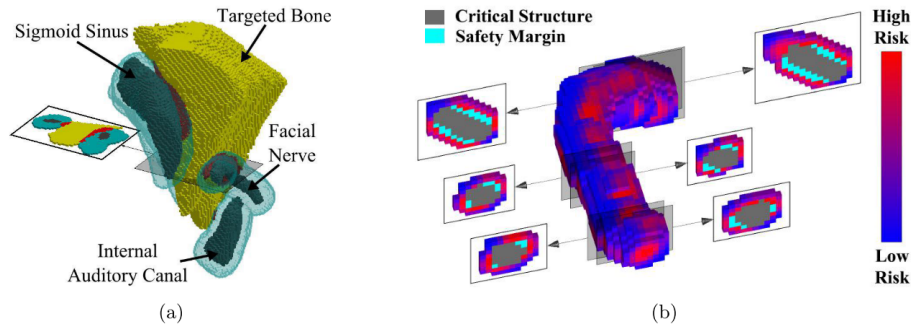 Targeted Bone
Sigmoid Sinus
Facial
Nerve
Internal
Auditory Canal
(a)
Critical Structure
Safety Margin
High
Risk
Low
Risk
(b)